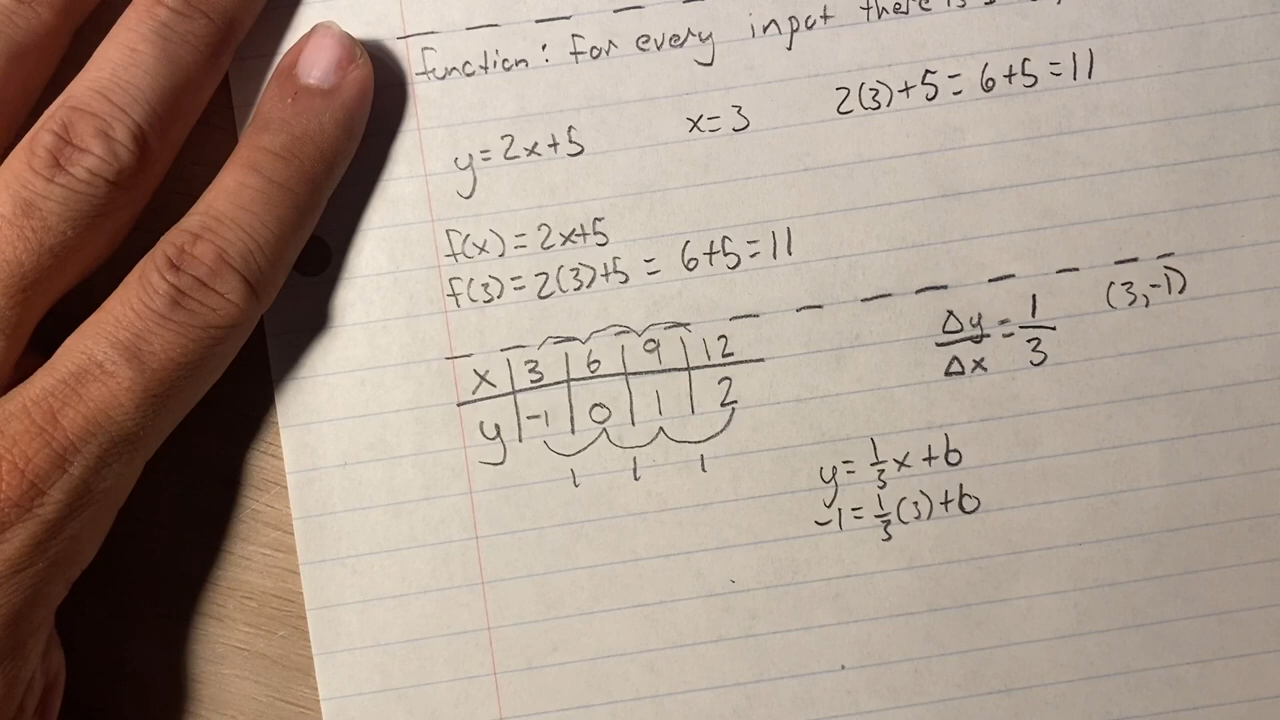 function: for every input there is
y=2x+5 x=3 2(3)+5=6+5=11
f(x)=2x+5
f(3)=2(3)+5=6+5=11
x 3 6 9 12
y -1 0 1 2
1 1 1
Δy/Δx=1/3 (3,-1)
y=1/3x+b
-1=1/3(3)+b